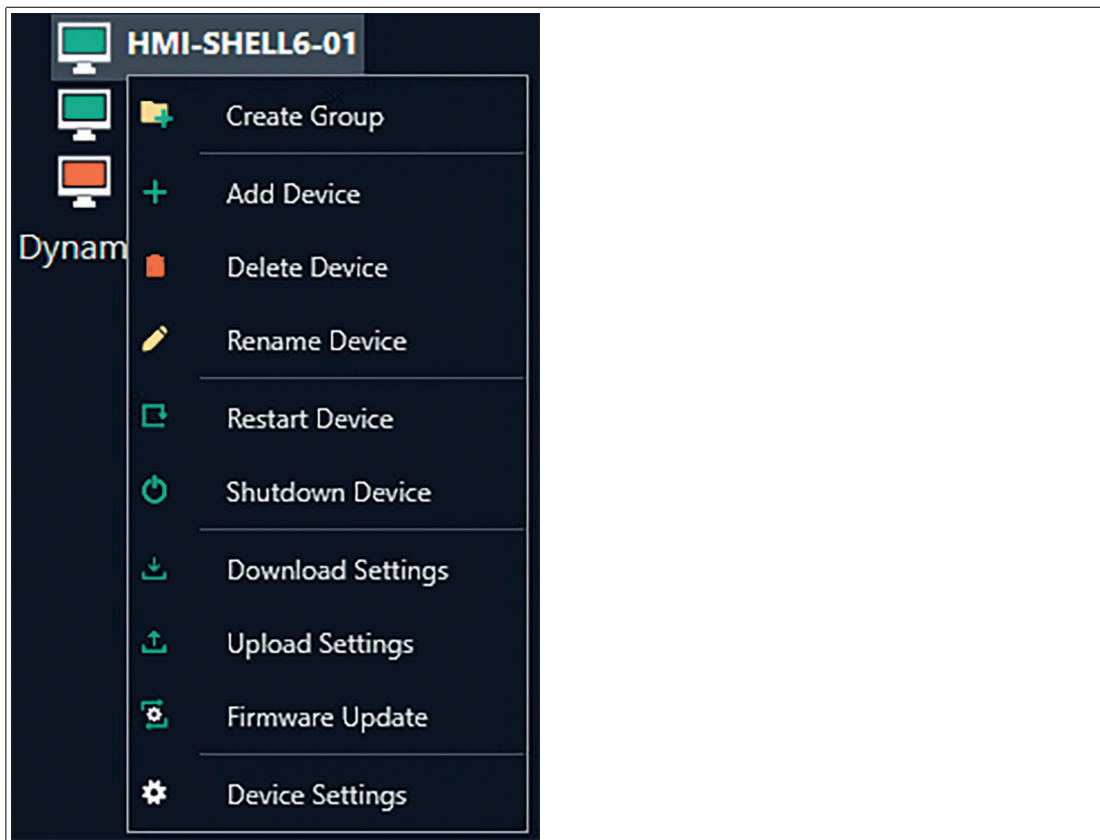 HMI-SHELL6-01
Create Group
Add Device
Dynam
Delete Device
Rename Device
Restart Device
Shutdown Device
Download Settings
Upload Settings
Firmware Update
Device Settings